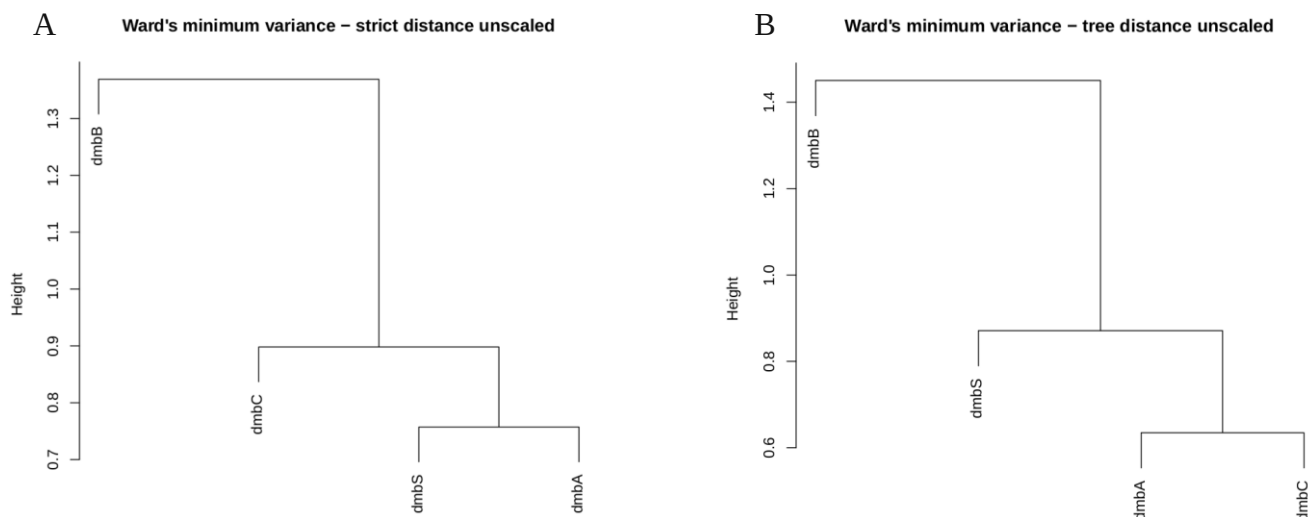 A
Ward's minimum variance – strict distance unscaled
Height
1.3
1.2
1.1
1.0
0.9
0.8
0.7
dmbB
dmbC
dmbS
dmbA
B
Ward's minimum variance – tree distance unscaled
Height
1.4
1.2
1.0
0.8
0.6
dmbB
dmbS
dmbA
dmbC